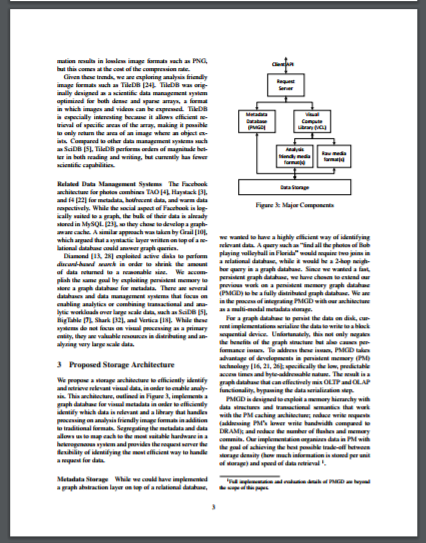 mation results in lossless image formats such as PNG,
but this comes at the cost of the compression rate.
Given these trends, we are exploring analysis friendly
image formats such as TileDB [24]. TileDB was orig-
inally designed as a scientific data management system
optimized for both dense and sparse arrays, a format
in which images and videos can be expressed. TileDB
is especially interesting because it allows efficient re-
trieval of specific areas of the array, making it possible
to only return the area of an image where an object ex-
ists. Compared to other data management systems such
as SciDB [5], TileDB performs orders of magnitude bet-
ter in both reading and writing, but currently has fewer
scientific capabilities.
Related Data Management Systems The Facebook
architecture for photos combines TAO [4], Haystack [3],
and f4 [22] for metadata, hot/recent data, and warm data
respectively. While the social aspect of Facebook is log-
ically suited to a graph, the bulk of their data is already
stored in MySQL [23], so they chose to develop a graph-
aware cache. A similar approach was taken by Grail [10],
which argued that a syntactic layer written on top of a re-
lational database could answer graph queries.
Diamond [13, 28] exploited active disks to perform
discard-based search in order to shrink the amount
of data returned to a reasonable size. We accom-
plish the same goal by exploiting persistent memory to
store a graph database for metadata. There are several
databases and data management systems that focus on
enabling analytics or combining transactional and ana-
lytic workloads over large scale data, such as SciDB [5],
BigTable [7], Shark [32], and Vertica [18]. While these
systems do not focus on visual processing as a primary
entity, they are valuable resources in distributing and an-
alyzing very large scale data.
3 Proposed Storage Architecture
We propose a storage architecture to efficiently identify
and retrieve relevant visual data, in order to enable analy-
sis. This architecture, outlined in Figure 3, implements a
graph database for visual metadata in order to efficiently
identify which data is relevant and a library that handles
processing on analysis friendly image formats in addition
to traditional formats. Segregating the metadata and data
allows us to map each to the most suitable hardware in a
heterogeneous system and provides the request server the
flexibility of identifying the most efficient way to handle
a request for data.
Metadata Storage While we could have implemented
a graph abstraction layer on top of a relational database,
Client API
Request
Server
Metadata
Database
(PMGD)
Visual
Compute
Library (VCL)
Analysis
friendly media
format(s)
Raw media
format(s)
Data Storage
Figure 3: Major Components
we wanted to have a highly efficient way of identifying
relevant data. A query such as "find all the photos of Bob
playing volleyball in Florida" would require two joins in
a relational database, while it would be a 2-hop neigh-
bor query in a graph database. Since we wanted a fast,
persistent graph database, we have chosen to extend our
previous work on a persistent memory graph database
(PMGD) to be a fully distributed graph database. We are
in the process of integrating PMGD with our architecture
as a multi-modal metadata storage.
For a graph database to persist the data on disk, cur-
rent implementations serialize the data to write to a block
sequential device. Unfortunately, this not only negates
the benefits of the graph structure but also causes per-
formance issues. To address these issues, PMGD takes
advantage of developments in persistent memory (PM)
technology [16, 21, 26]; specifically the low, predictable
access times and byte-addressable nature. The result is a
graph database that can effectively mix OLTP and OLAP
functionality, bypassing the data serialization step.
PMGD is designed to exploit a memory hierarchy with
data structures and transactional semantics that work
with the PM caching architecture; reduce write requests
(addressing PM's lower write bandwidth compared to
DRAM); and reduce the number of flushes and memory
commits. Our implementation organizes data in PM with
the goal of achieving the best possible trade-off between
storage density (how much information is stored per unit
of storage) and speed of data retrieval 1.
1Full implementation and evaluation details of PMGD are beyond
the scope of this paper.
3